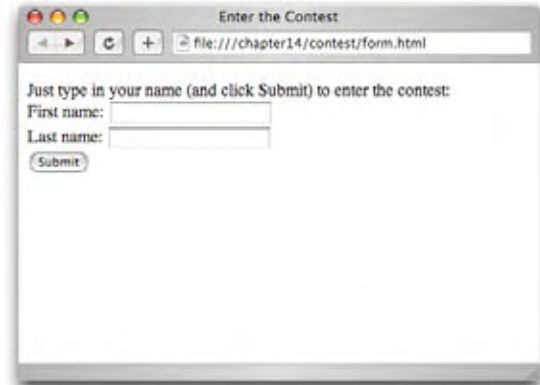 Enter the Contest
file:///chapter14/contest/form.html
Just type in your name (and click Submit) to enter the contest:
First name:
Last name:
Submit